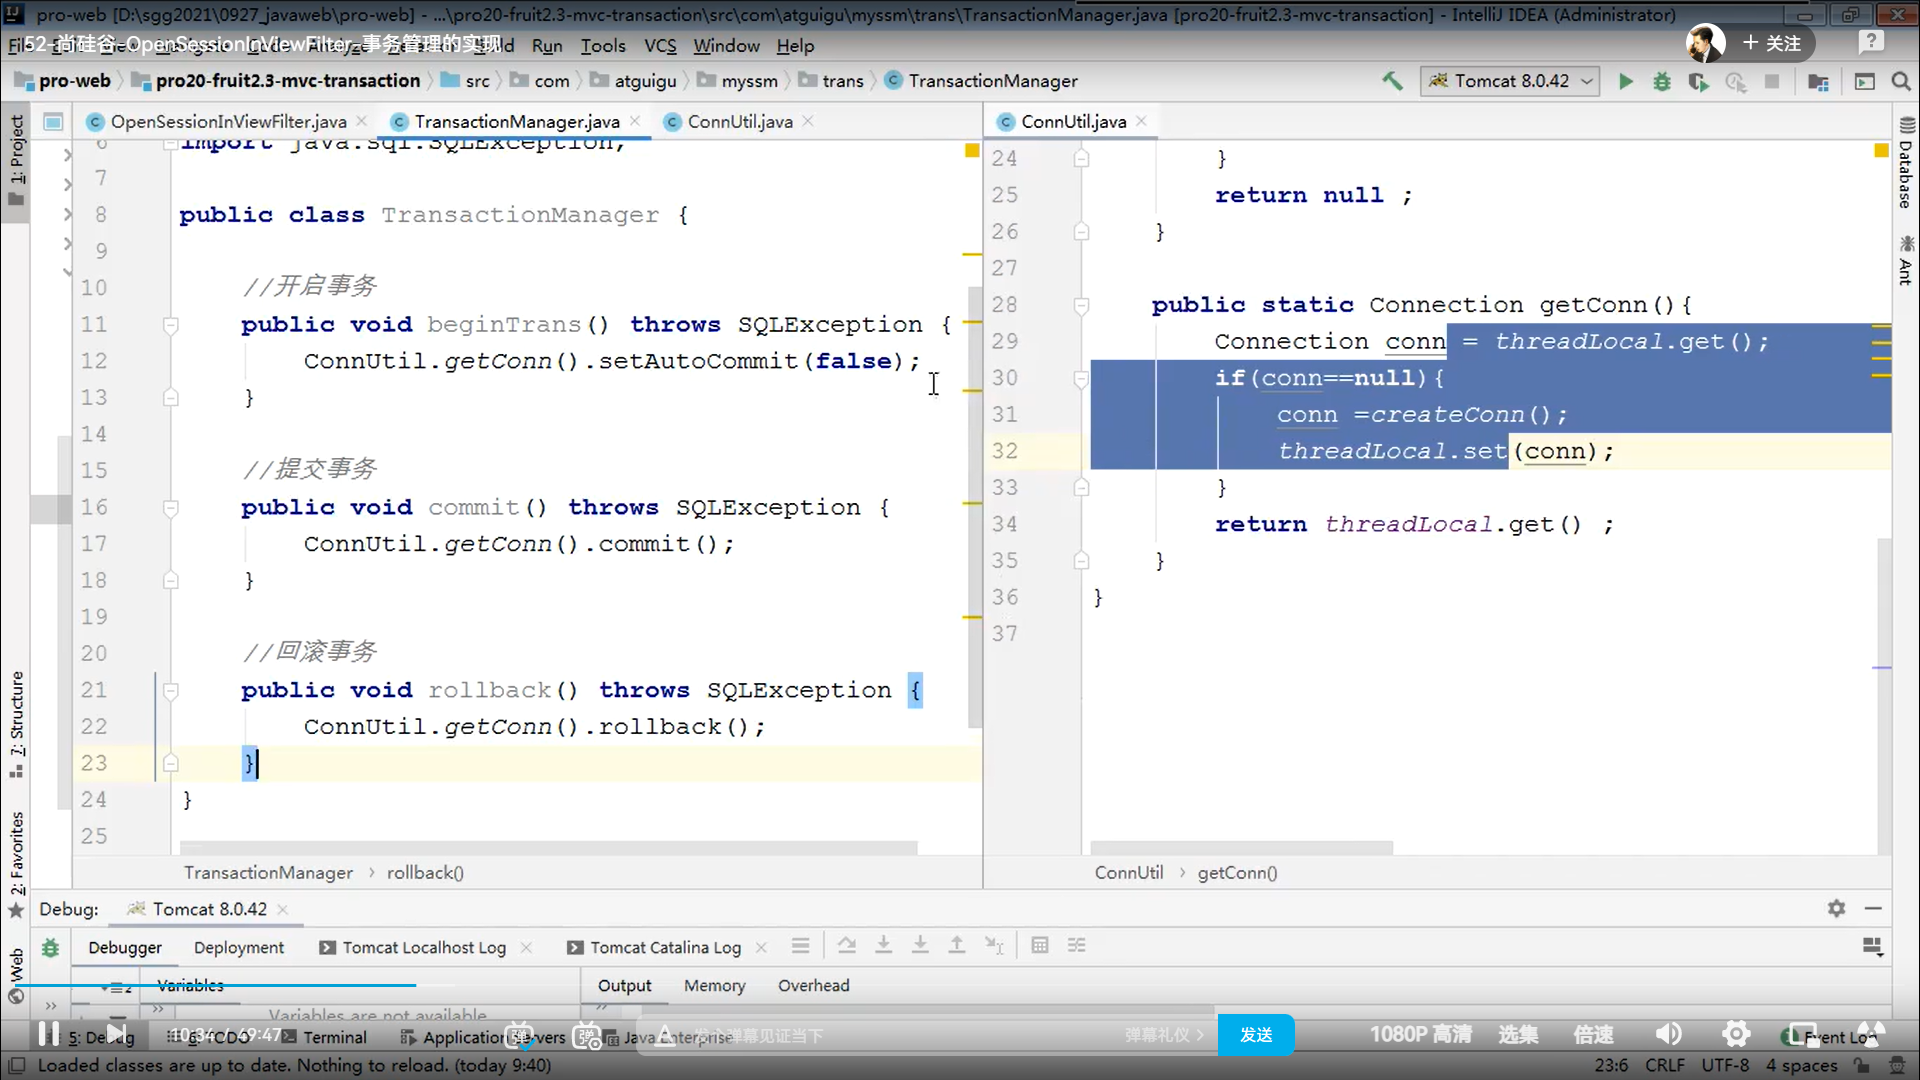 pro-web [D:\sgg2021\0927_javaweb\pro-web] - ...\pro20-fruit2.3-mvc-transaction\src\com\atguigu\myssm\trans\TransactionManager.java [pro20-fruit2.3-mvc-transaction] - IntelliJ IDEA (Administrator)
52-尚硅谷-OpenSessionInViewFilter-事务管理的实现
Run Tools VCS Window Help
+ 关注
pro-web pro20-fruit2.3-mvc-transaction src com atguigu myssm trans TransactionManager
Tomcat 8.0.42
OpenSessionInViewFilter.java TransactionManager.java ConnUtil.java
6 import java.sql.SQLException;
7
8 public class TransactionManager {
9
10 //开启事务
11 public void beginTrans() throws SQLException {
12 ConnUtil.getConn().setAutoCommit(false);
13 }
14
15 //提交事务
16 public void commit() throws SQLException {
17 ConnUtil.getConn().commit();
18 }
19
20 //回滚事务
21 public void rollback() throws SQLException {
22 ConnUtil.getConn().rollback();
23 }
24 }
25
TransactionManager › rollback()
ConnUtil.java
24 }
25 return null ;
26 }
27
28 public static Connection getConn(){
29 Connection conn = threadLocal.get();
30 if(conn==null){
31 conn =createConn();
32 threadLocal.set(conn);
33 }
34 return threadLocal.get() ;
35 }
36 }
37
ConnUtil › getConn()
1: Project
7: Structure
2: Favorites
Web
Database
Ant
Debug: Tomcat 8.0.42
Debugger Deployment Tomcat Localhost Log Tomcat Catalina Log
Variables Output Memory Overhead
Variables are not available
10:34 / 49:47
5: Debug Terminal Java Enterprise Event Log
发个弹幕见证当下
弹幕礼仪 ›
发送
1080P 高清 选集 倍速
Loaded classes are up to date. Nothing to reload. (today 9:40)
23:6 CRLF UTF-8 4 spaces